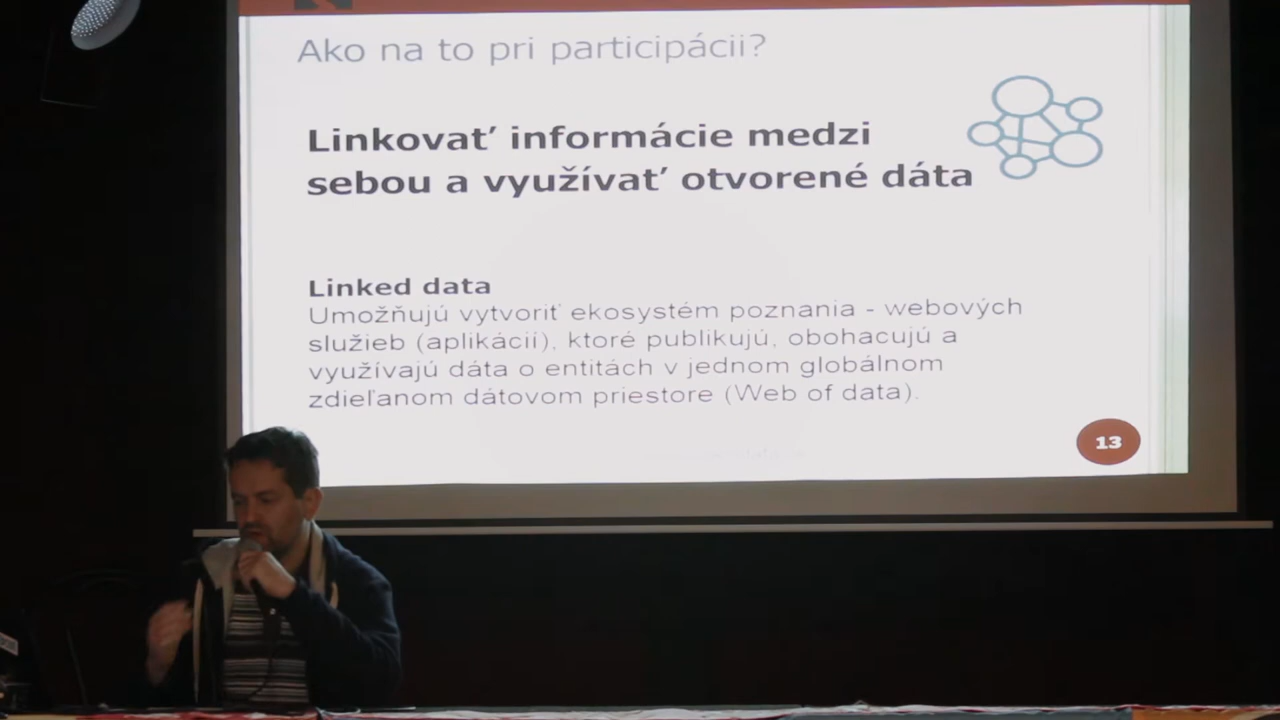 Ako na to pri participácii?
Linkovať informácie medzi
sebou a využívať otvorené dáta
Linked data
Umožňujú vytvoriť ekosystém poznania - webových
služieb (aplikácií), ktoré publikujú, obohacujú a
využívajú dáta o entitách v jednom globálnom
zdieľanom dátovom priestore (Web of data).
13